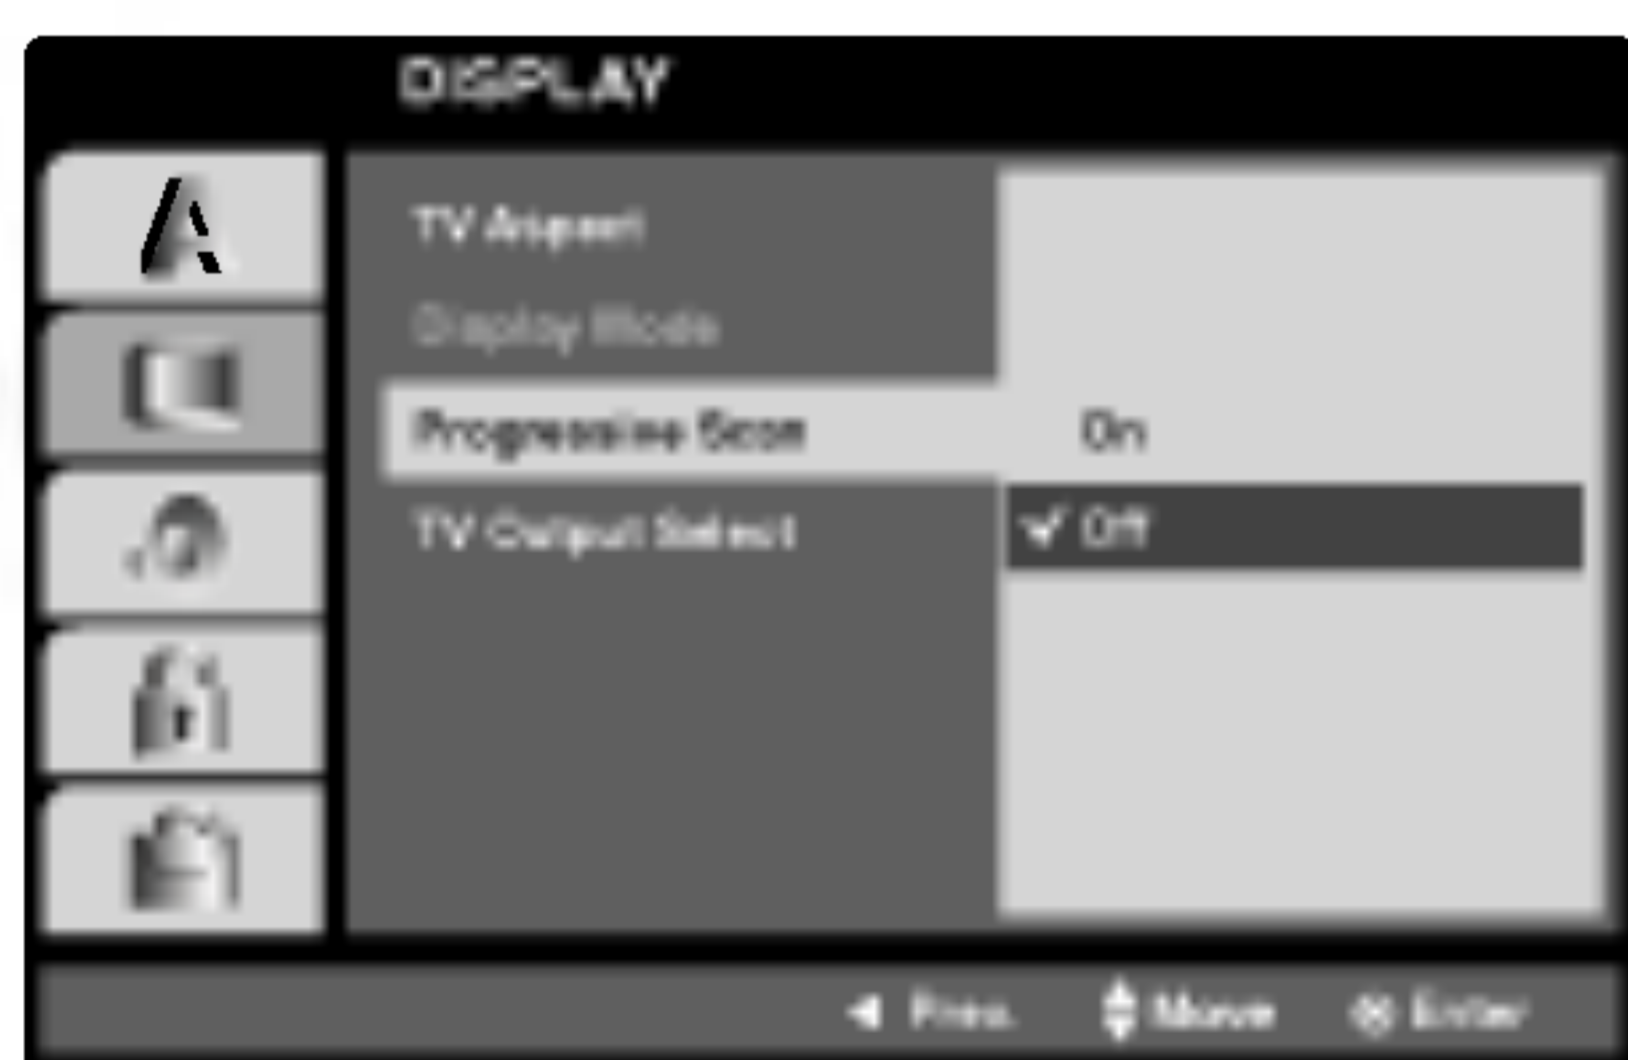 DISPLAY
TV Aspect
Display Mode
Progressive Scan On
TV Output Select ✓ Off
◀ Prev. Move ⊗ Enter